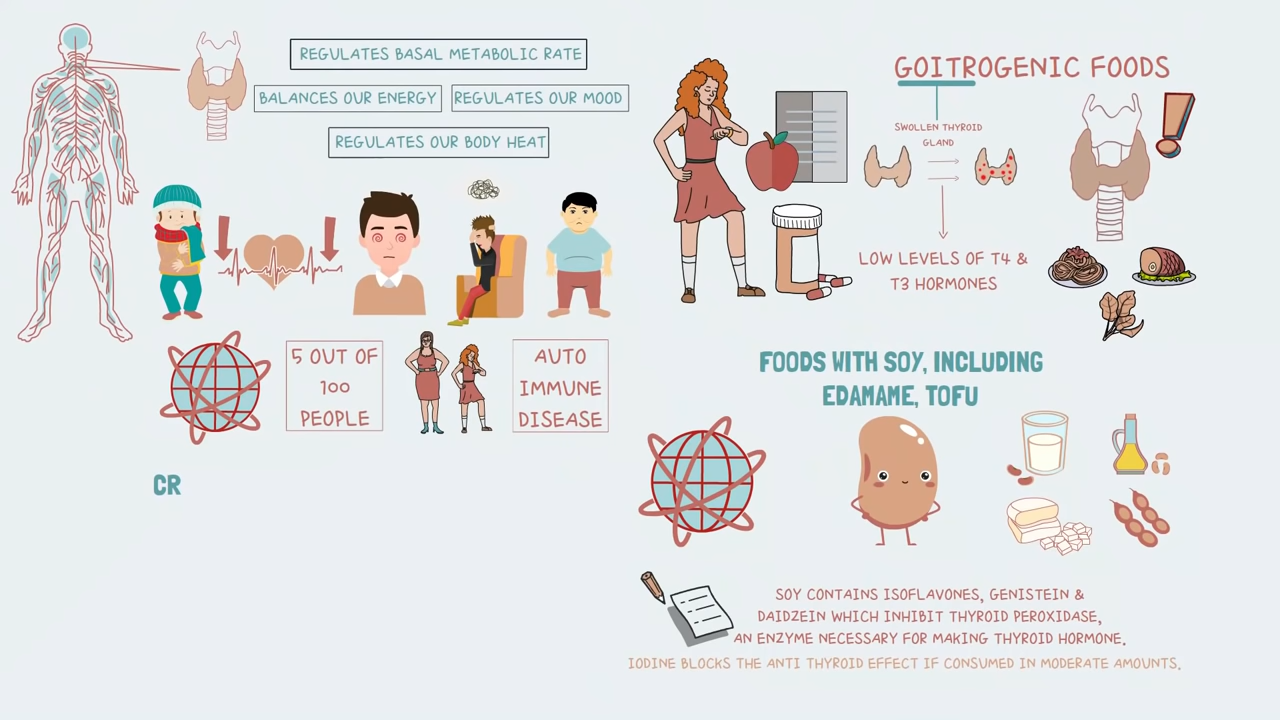 REGULATES BASAL METABOLIC RATE
BALANCES OUR ENERGY
REGULATES OUR MOOD
REGULATES OUR BODY HEAT
5 OUT OF
100
PEOPLE
AUTO
IMMUNE
DISEASE
CR
GOITROGENIC FOODS
SWOLLEN THYROID
GLAND
LOW LEVELS OF T4 &
T3 HORMONES
FOODS WITH SOY, INCLUDING
EDAMAME, TOFU
SOY CONTAINS ISOFLAVONES, GENISTEIN &
DAIDZEIN WHICH INHIBIT THYROID PEROXIDASE,
AN ENZYME NECESSARY FOR MAKING THYROID HORMONE.
IODINE BLOCKS THE ANTI THYROID EFFECT IF CONSUMED IN MODERATE AMOUNTS.